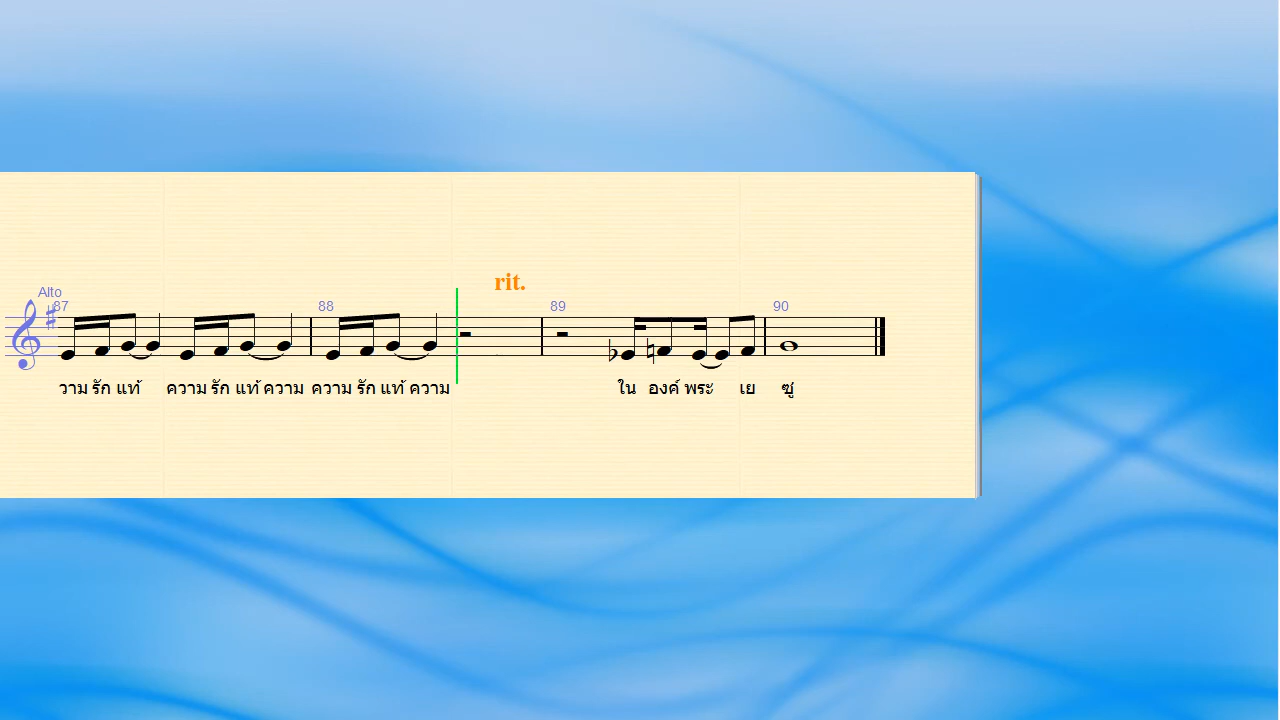 rit.
Alto
87 88 89 90
วาม รัก แท้ ความ รัก แท้ ความ ความ รัก แท้ ความ ใน องค์ พระ เย ซู่